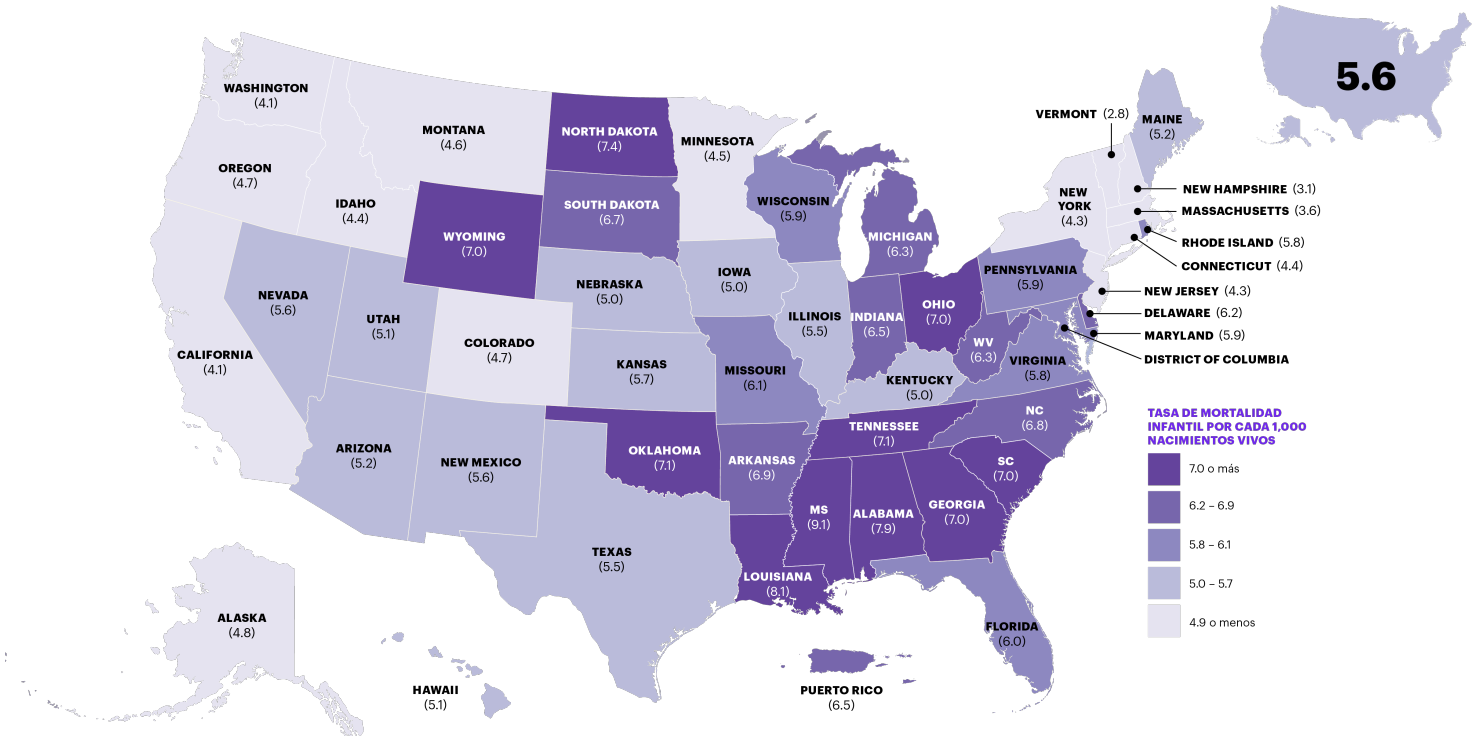 5.6
WASHINGTON
(4.1)
OREGON
(4.7)
CALIFORNIA
(4.1)
NEVADA
(5.6)
IDAHO
(4.4)
MONTANA
(4.6)
WYOMING
(7.0)
UTAH
(5.1)
COLORADO
(4.7)
ARIZONA
(5.2)
NEW MEXICO
(5.6)
NORTH DAKOTA
(7.4)
SOUTH DAKOTA
(6.7)
NEBRASKA
(5.0)
KANSAS
(5.7)
OKLAHOMA
(7.1)
TEXAS
(5.5)
MINNESOTA
(4.5)
IOWA
(5.0)
MISSOURI
(6.1)
ARKANSAS
(6.9)
LOUISIANA
(8.1)
WISCONSIN
(5.9)
ILLINOIS
(5.5)
MICHIGAN
(6.3)
INDIANA
(6.5)
OHIO
(7.0)
KENTUCKY
(5.0)
TENNESSEE
(7.1)
MS
(9.1)
ALABAMA
(7.9)
GEORGIA
(7.0)
FLORIDA
(6.0)
SC
(7.0)
NC
(6.8)
VIRGINIA
(5.8)
WV
(6.3)
PENNSYLVANIA
(5.9)
NEW
YORK
(4.3)
VERMONT (2.8)
MAINE
(5.2)
NEW HAMPSHIRE (3.1)
MASSACHUSETTS (3.6)
RHODE ISLAND (5.8)
CONNECTICUT (4.4)
NEW JERSEY (4.3)
DELAWARE (6.2)
MARYLAND (5.9)
DISTRICT OF COLUMBIA
ALASKA
(4.8)
HAWAII
(5.1)
PUERTO RICO
(6.5)
TASA DE MORTALIDAD
INFANTIL POR CADA 1,000
NACIMIENTOS VIVOS
7.0 o más
6.2 – 6.9
5.8 – 6.1
5.0 – 5.7
4.9 o menos